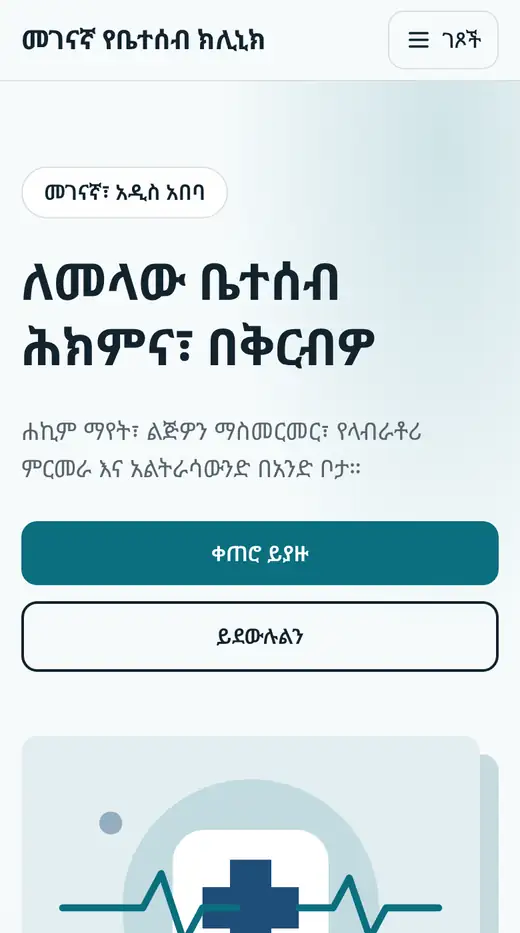 መገናኛ የቤተሰብ ክሊኒክ
ገጾች
መገናኛ፣ አዲስ አበባ
ለመላው ቤተሰብ
ሕክምና፣ በቅርብዎ
ሐኪም ማየት፣ ልጅዎን ማስመርመር፣ የላብራቶሪ
ምርመራ እና አልትራሳውንድ በአንድ ቦታ።
ቀጠሮ ይያዙ
ይደውሉልን